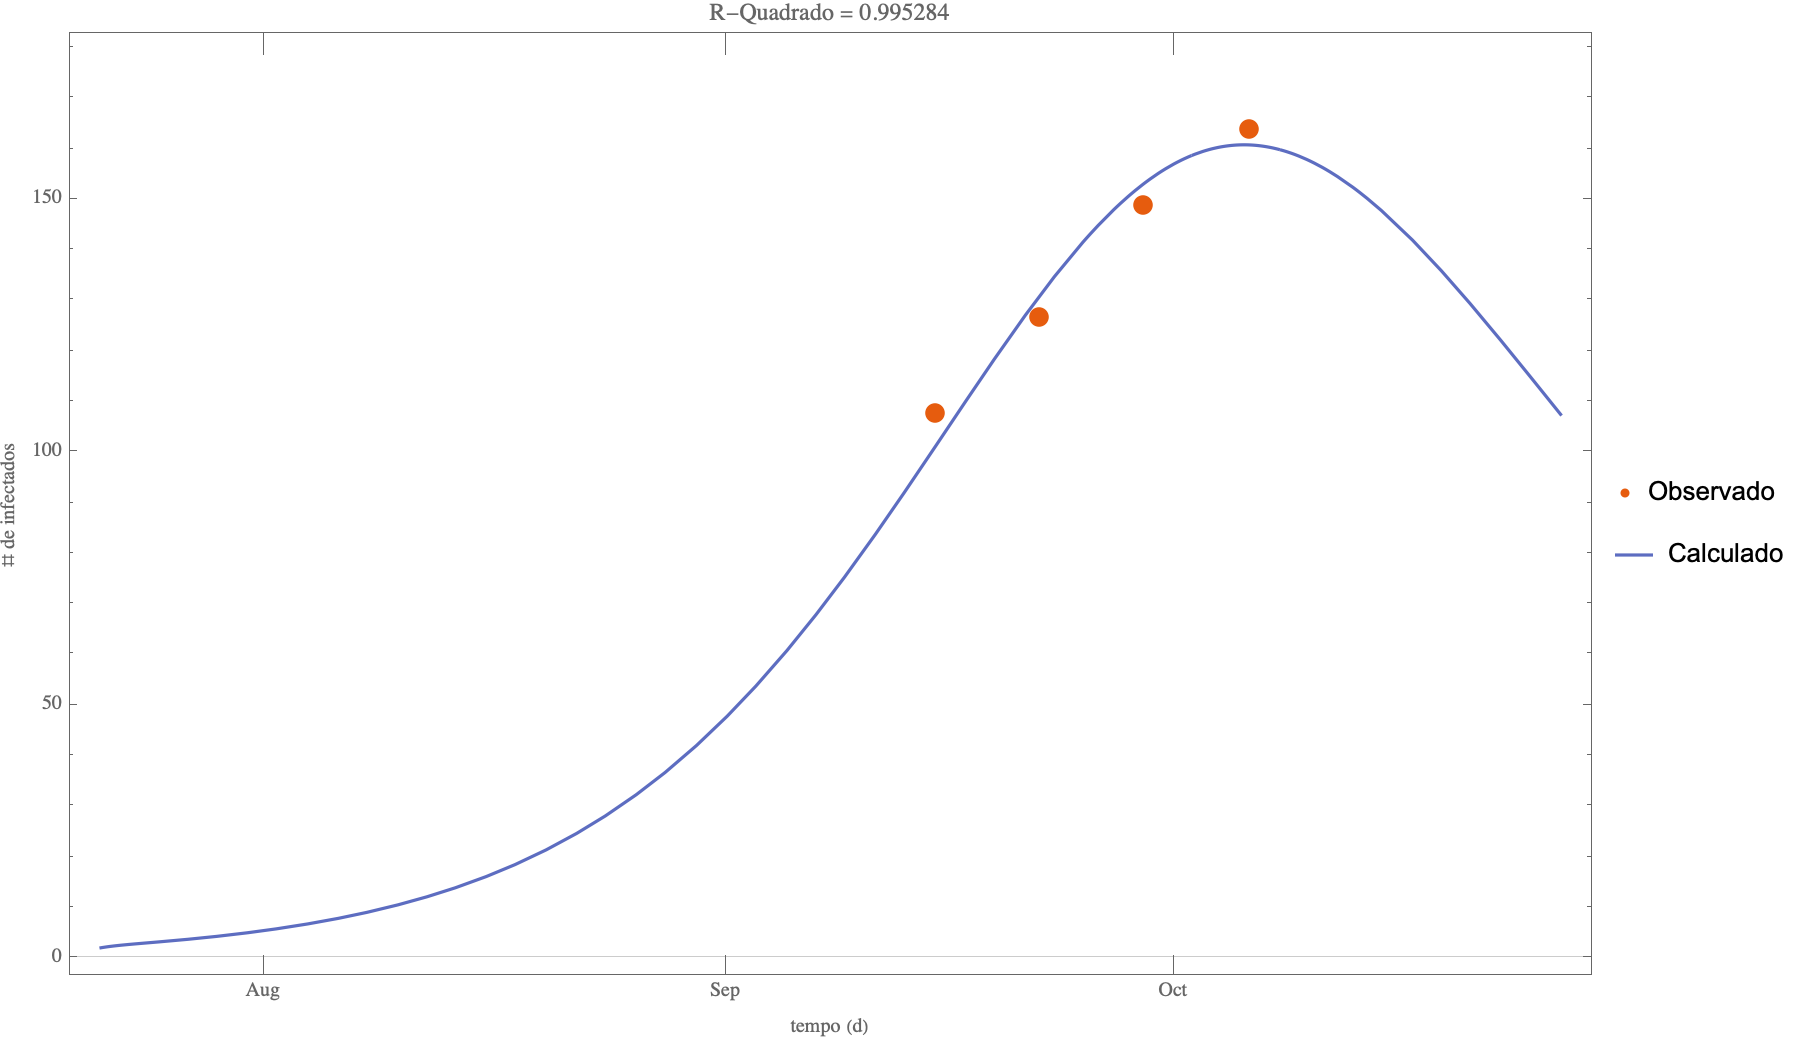 R−Quadrado = 0.995284
# de infectados
150
100
50
0
Aug
Sep
Oct
tempo (d)
Observado
Calculado